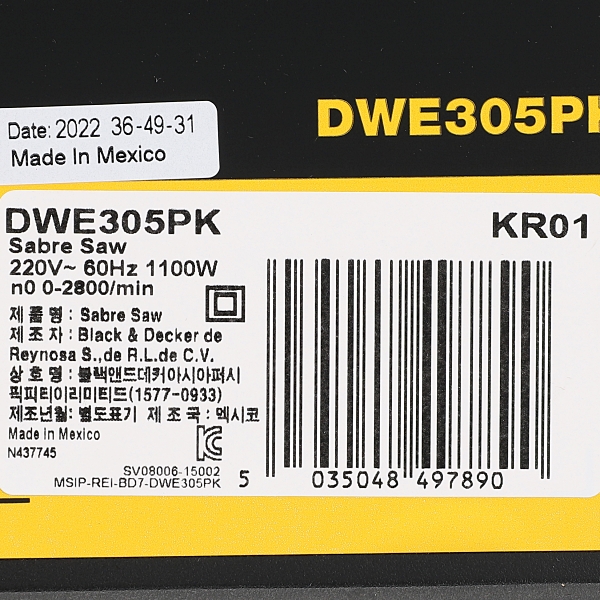 DWE305PK
Date: 2022 36-49-31
Made In Mexico
DWE305PK KR01
Sabre Saw
220V~ 60Hz 1100W
n0 0-2800/min
제 품 명 : Sabre Saw
제 조 자 : Black & Decker de
Reynosa S.,de R.L.de C.V.
상 호 명 : 블랙앤드데커아시아퍼시
픽피티이리미티드(1577-0933)
제조년월: 별도표기 제 조 국 : 멕시코
Made in Mexico
N437745
SV08006-15002
MSIP-REI-BD7-DWE305PK
5 035048 497890